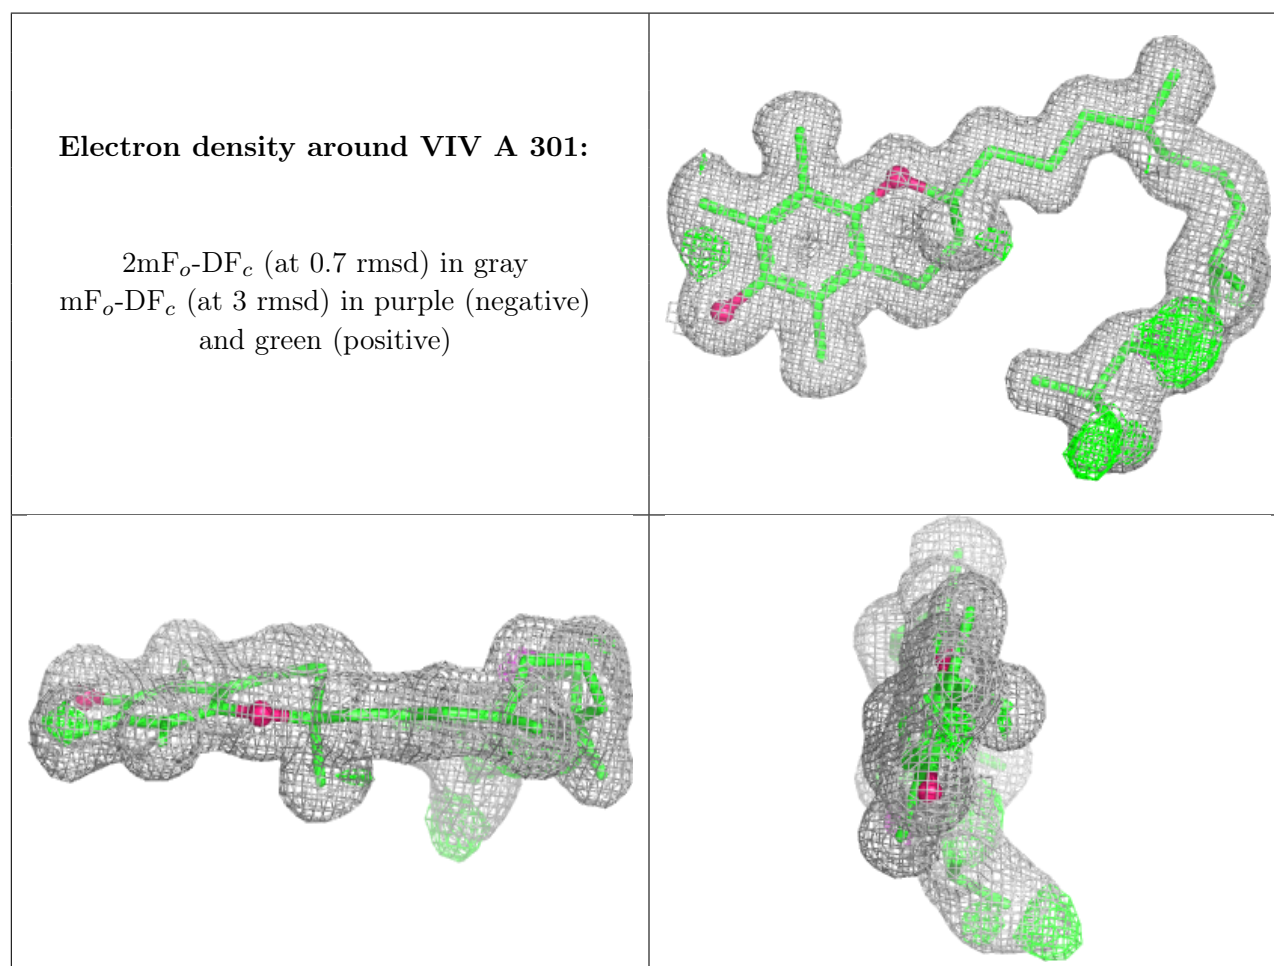 Electron density around VIV A 301:
2mFo-DFc (at 0.7 rmsd) in gray
mFo-DFc (at 3 rmsd) in purple (negative)
and green (positive)